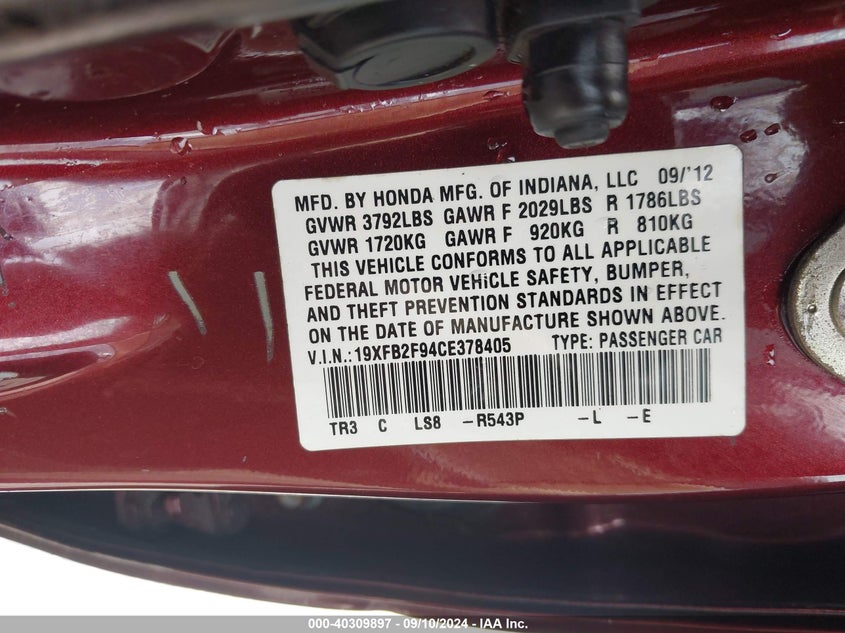 MFD. BY HONDA MFG. OF INDIANA, LLC 09/'12
GVWR 3792LBS GAWR F 2029LBS R 1786LBS
GVWR 1720KG GAWR F 920KG R 810KG
THIS VEHICLE CONFORMS TO ALL APPLICABLE
FEDERAL MOTOR VEHiCLE SAFETY, BUMPER,
AND THEFT PREVENTION STANDARDS IN EFFECT
ON THE DATE OF MANUFACTURE SHOWN ABOVE.
V.I.N.:19XFB2F94CE378405 TYPE: PASSENGER CAR
TR3 C LS8 -R543P -L -E
000-40309897 - 09/10/2024 - IAA Inc.